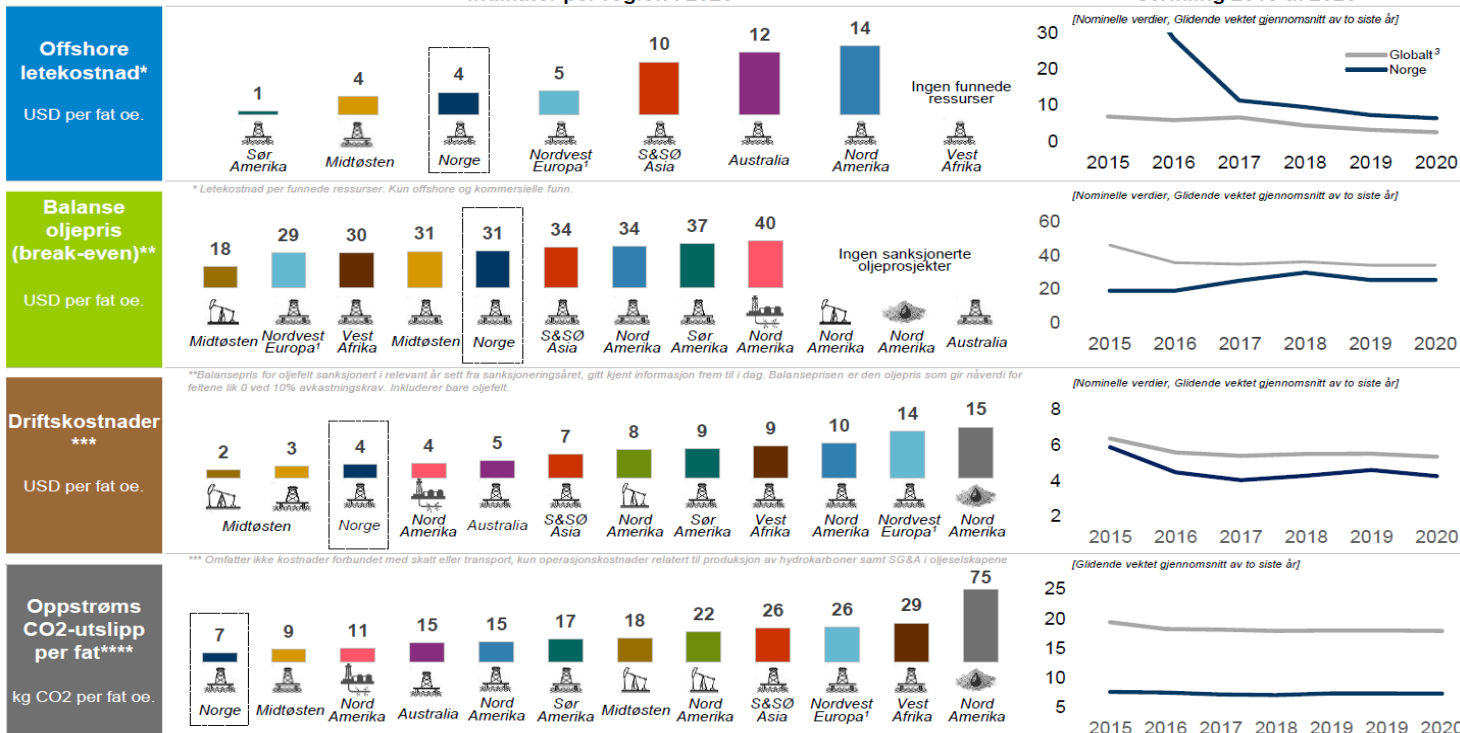 Offshore
letekostnad*
USD per fat oe.
1
4
4
5
10
12
14
Ingen funnede
ressurser
Sør
Amerika
Midtøsten
Norge
Nordvest
Europa¹
S&SØ
Asia
Australia
Nord
Amerika
Vest
Afrika
* Letekostnad per funnede ressurser. Kun offshore og kommersielle funn.
[Nominelle verdier, Glidende vektet gjennomsnitt av to siste år]
30
20
10
0
Globalt³
Norge
2015 2016 2017 2018 2019 2020
Balanse
oljepris
(break-even)**
USD per fat oe.
18
29
30
31
31
34
34
37
40
Ingen sanksjonerte
oljeprosjekter
Midtøsten
Nordvest
Europa¹
Vest
Afrika
Midtøsten
Norge
S&SØ
Asia
Nord
Amerika
Sør
Amerika
Nord
Amerika
Nord
Amerika
Nord
Amerika
Australia
**Balansepris for oljefelt sanksjonert i relevant år sett fra sanksjoneringsåret, gitt kjent informasjon frem til i dag. Balanseprisen er den oljepris som gir nåverdi for
feltene lik 0 ved 10% avkastningskrav. Inkluderer bare oljefelt.
[Nominelle verdier, Glidende vektet gjennomsnitt av to siste år]
60
40
20
0
2015 2016 2017 2018 2019 2020
Driftskostnader
***
USD per fat oe.
2
3
4
4
5
7
8
9
9
10
14
15
Midtøsten
Norge
Nord
Amerika
Australia
S&SØ
Asia
Nord
Amerika
Sør
Amerika
Vest
Afrika
Nord
Amerika
Nordvest
Europa¹
Nord
Amerika
*** Omfatter ikke kostnader forbundet med skatt eller transport, kun operasjonskostnader relatert til produksjon av hydrokarboner samt SG&A i oljeselskapene
[Nominelle verdier, Glidende vektet gjennomsnitt av to siste år]
8
6
4
2
2015 2016 2017 2018 2019 2020
Oppstrøms
CO2-utslipp
per fat****
kg CO2 per fat oe.
7
9
11
15
15
17
18
22
26
26
29
75
Norge
Midtøsten
Nord
Amerika
Australia
Nord
Amerika
Sør
Amerika
Midtøsten
Nord
Amerika
S&SØ
Asia
Nordvest
Europa¹
Vest
Afrika
Nord
Amerika
[Glidende vektet gjennomsnitt av to siste år]
25
20
15
10
5
2015 2016 2017 2018 2019 2019 2020